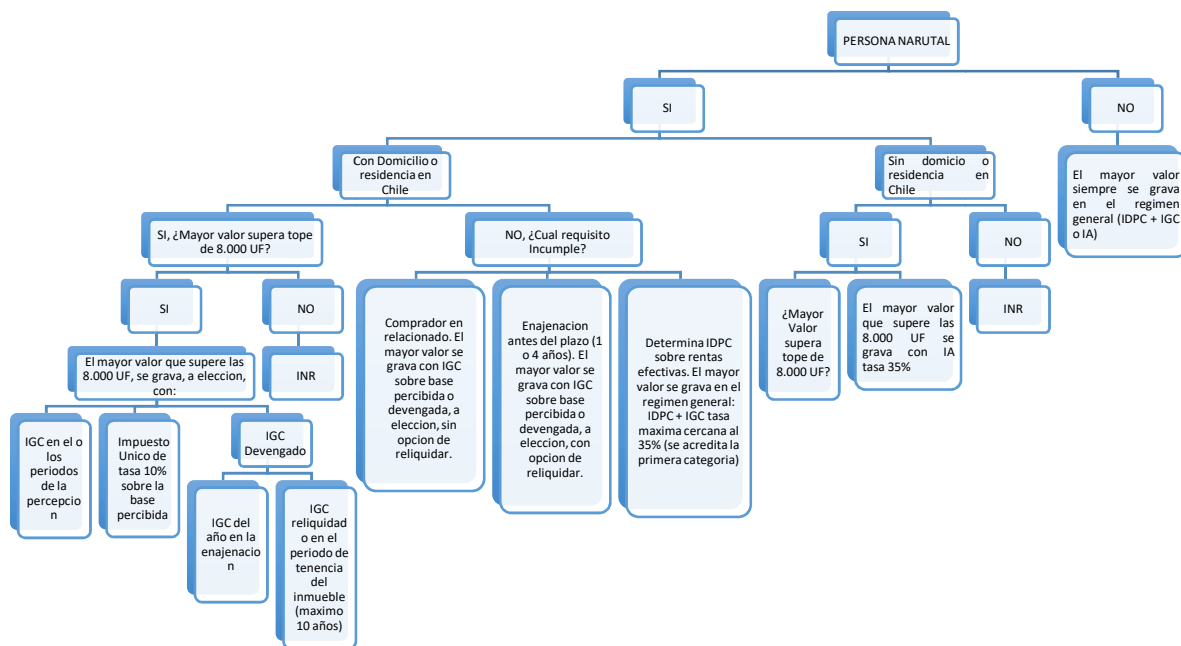 PERSONA NARUTAL
SI
NO
Con Domicilio o
residencia en
Chile
Sin domicio o
residencia en
Chile
El mayor valor
siempre se grava
en el regimen
general (IDPC + IGC
o IA)
SI, ¿Mayor valor supera tope
de 8.000 UF?
NO, ¿Cual requisito
Incumple?
SI
NO
SI
NO
Comprador en
relacionado. El
mayor valor se
grava con IGC
sobre base
percibida o
devengada, a
eleccion, sin
opcion de
reliquidar.
Enajenacion
antes del plazo (1
o 4 años). El
mayor valor se
grava con IGC
sobre base
percibida o
devengada, a
eleccion, con
opcion de
reliquidar.
Determina IDPC
sobre rentas
efectivas. El mayor
valor se grava en el
regimen general:
IDPC + IGC tasa
maxima cercana al
35% (se acredita la
primera categoria)
¿Mayor
Valor
supera
tope de
8.000 UF?
El mayor valor
que supere las
8.000 UF se
grava con IA
tasa 35%
INR
El mayor valor que supere las
8.000 UF, se grava, a eleccion,
con:
INR
IGC en el o
los
periodos
de la
percepcio
n
Impuesto
Unico de
tasa 10%
sobre la
base
percibida
IGC
Devengado
IGC del
año en la
enajenacio
n
IGC
reliquidad
o en el
periodo de
tenencia
del
inmueble
(maximo
10 años)